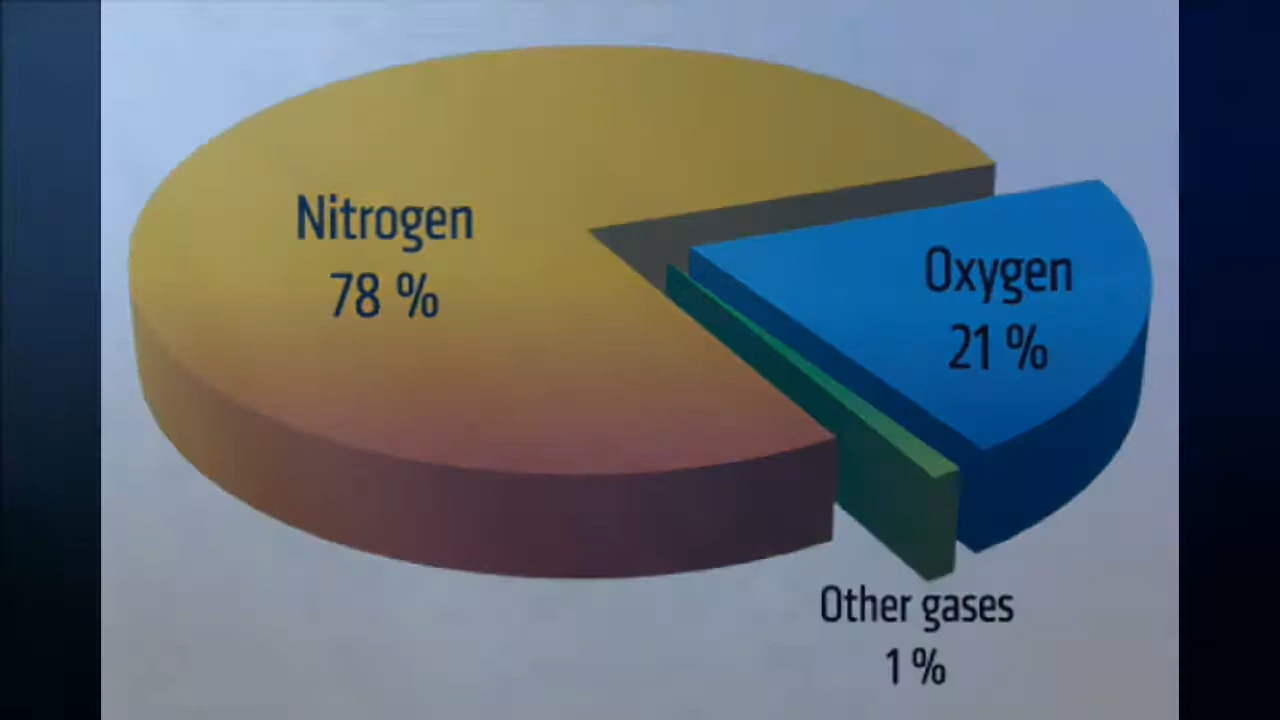 Nitrogen
78 %
Oxygen
21 %
Other gases
1 %